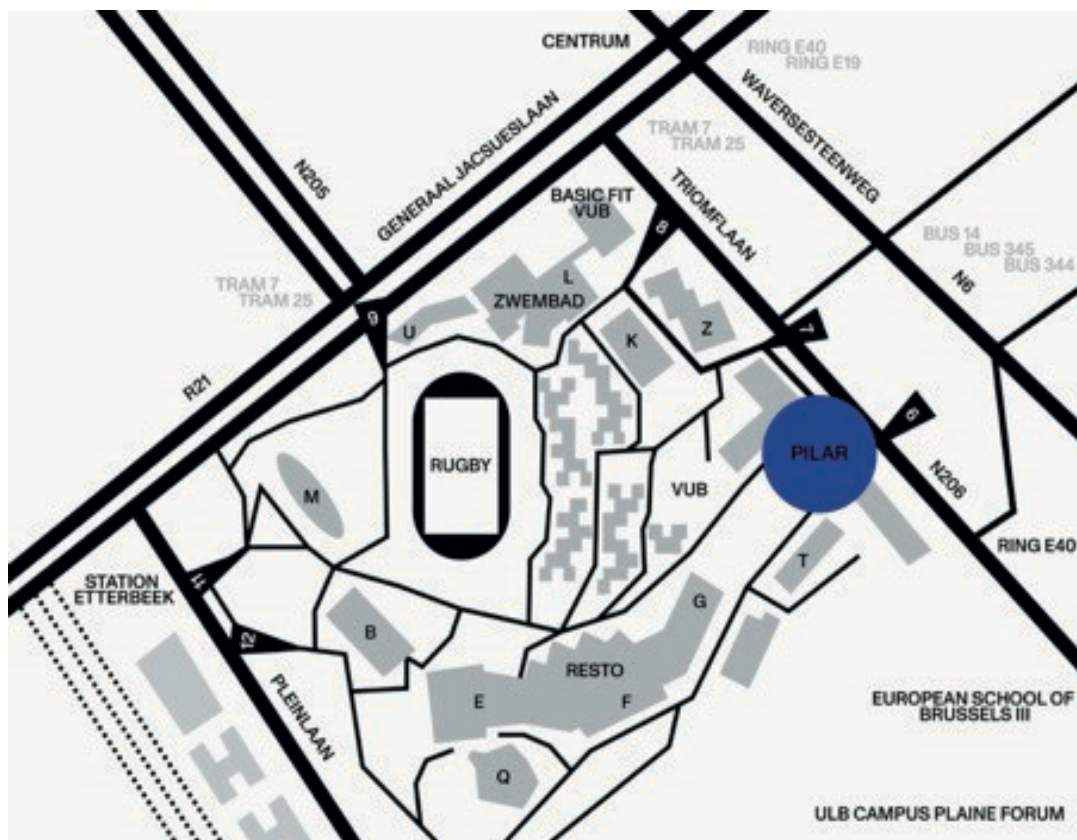 CENTRUM
RING E40
RING E19
WAVERSESTEENWEG
GENERAAL JACSUESLAAN
N205
TRAM 7
TRAM 25
TRIOMFLAAN
BASIC FIT
VUB
8
BUS 14
BUS 345
BUS 344
N6
TRAM 7
TRAM 25
9
L
ZWEMBAD
U
K
Z
7
R21
6
RUGBY
PILAR
M
VUB
N206
RING E40
STATION
ETTERBEEK
11
T
12
B
G
PLEINLAAN
RESTO
E
F
EUROPEAN SCHOOL OF
BRUSSELS III
Q
ULB CAMPUS PLAINE FORUM